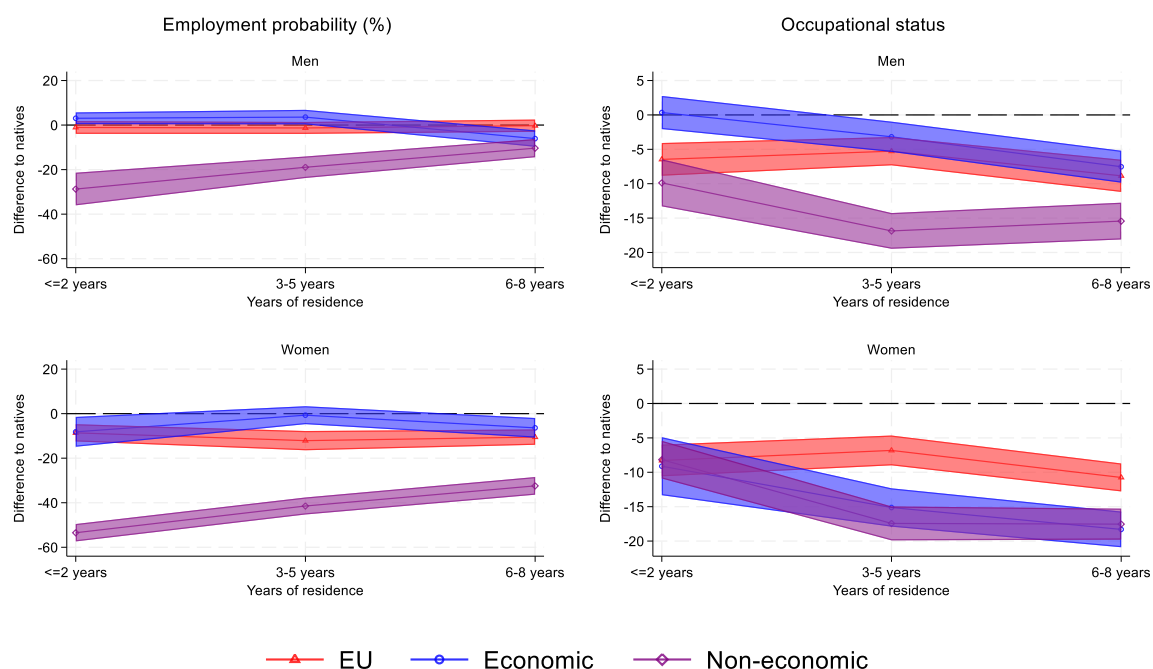 Employment probability (%)
Occupational status
Men
Difference to natives
20
0
-20
-40
-60
<=2 years
3-5 years
6-8 years
Years of residence
Men
Difference to natives
5
0
-5
-10
-15
-20
<=2 years
3-5 years
6-8 years
Years of residence
Women
Difference to natives
20
0
-20
-40
-60
<=2 years
3-5 years
6-8 years
Years of residence
Women
Difference to natives
5
0
-5
-10
-15
-20
<=2 years
3-5 years
6-8 years
Years of residence
EU
Economic
Non-economic